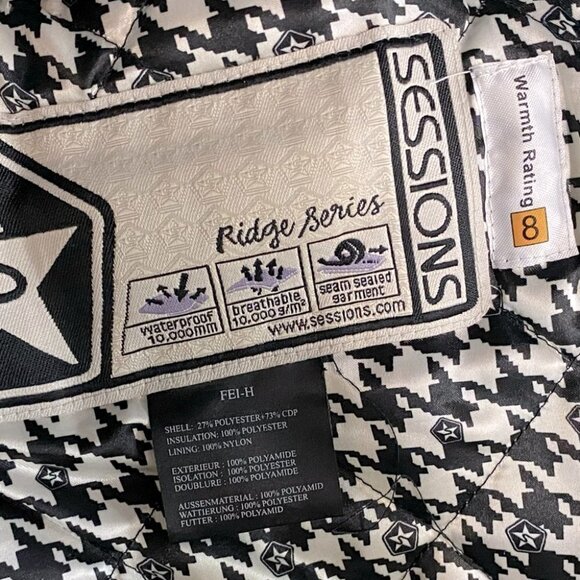 SESSIONS
Warmth Rating 8
Ridge Series
waterproof
10.000mm
breathable
10.000g/m²
seam sealed
garment
www.sessions.com
FEI-H
SHELL: 27% POLYESTER+73% CDP
INSULATION: 100% POLYESTER
LINING: 100% NYLON
EXTERIEUR : 100% POLYAMIDE
ISOLATION : 100% POLYAMIDE
DOUBLURE : 100% POLYAMIDE
AUSSENMATERIAL : 100% POLYAMID
WATTIERUNG : 100% POLYESTER
FUTTER : 100% POLYAMID